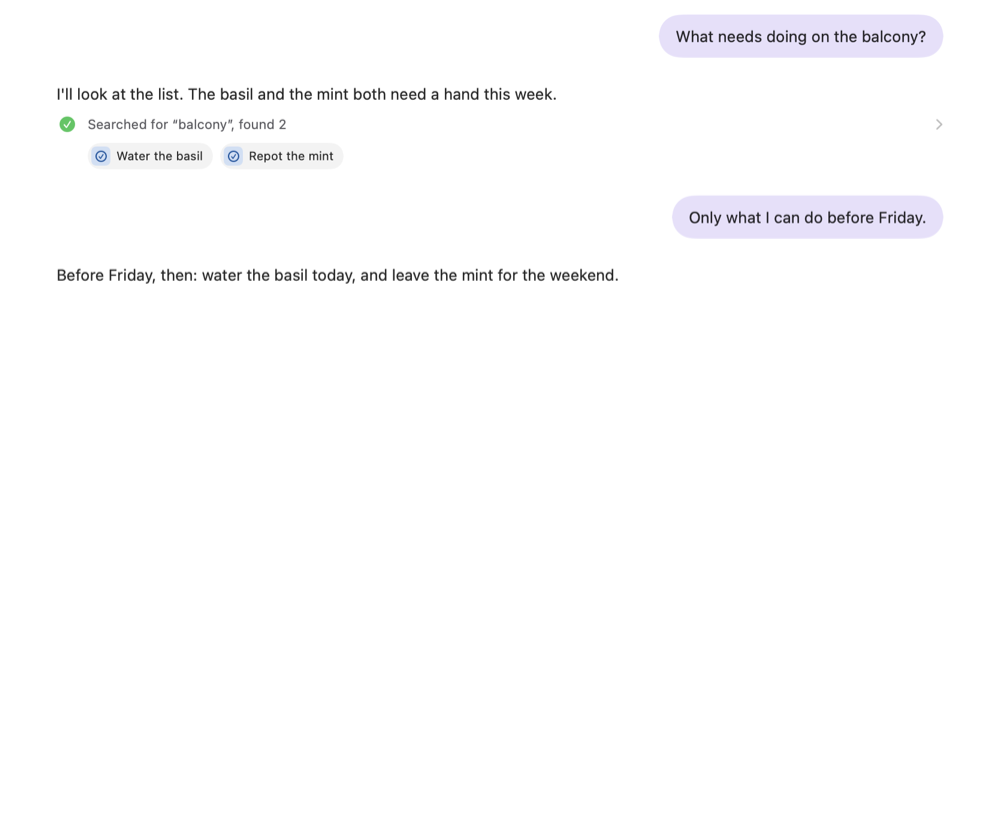 What needs doing on the balcony?
I'll look at the list. The basil and the mint both need a hand this week.
Searched for “balcony”, found 2
Water the basil
Repot the mint
Only what I can do before Friday.
Before Friday, then: water the basil today, and leave the mint for the weekend.